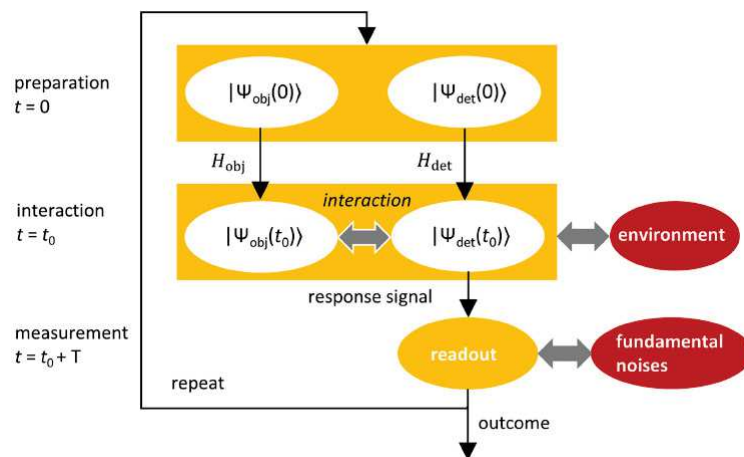 preparation
t = 0
|Ψobj(0)⟩
|Ψdet(0)⟩
Hobj
Hdet
interaction
t = t0
interaction
|Ψobj(t0)⟩
|Ψdet(t0)⟩
environment
response signal
measurement
t = t0 + T
readout
fundamental
noises
repeat
outcome